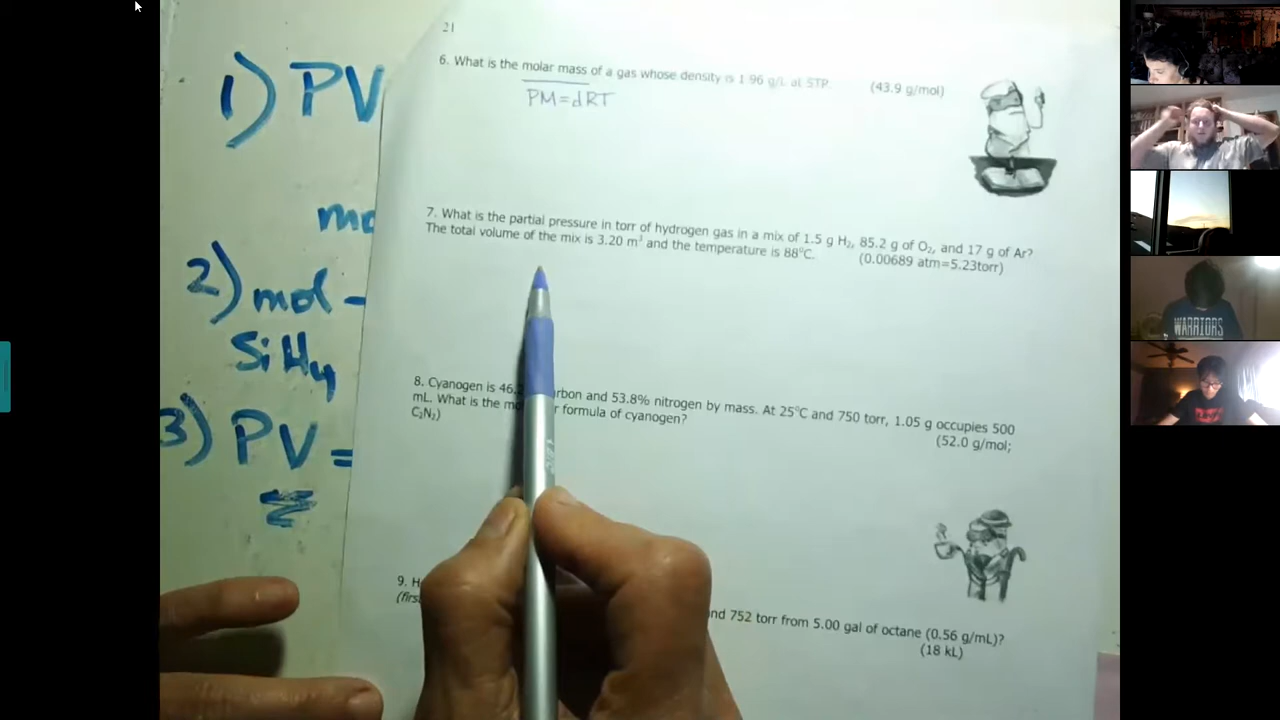 21
6. What is the molar mass of a gas whose density is 1.96 g/L at STP. (43.9 g/mol)
PM=dRT
7. What is the partial pressure in torr of hydrogen gas in a mix of 1.5 g H₂, 85.2 g of O₂, and 17 g of Ar?
The total volume of the mix is 3.20 m³ and the temperature is 88°C. (0.00689 atm=5.23torr)
8. Cyanogen is 46. carbon and 53.8% nitrogen by mass. At 25°C and 750 torr, 1.05 g occupies 500
mL. What is the formula of cyanogen? (52.0 g/mol;
C₂N₂)
9. H
(firs
nd 752 torr from 5.00 gal of octane (0.56 g/mL)?
(18 kL)
1) PV
mo
2) mol -
SiH₄
3) PV =
WARRIORS